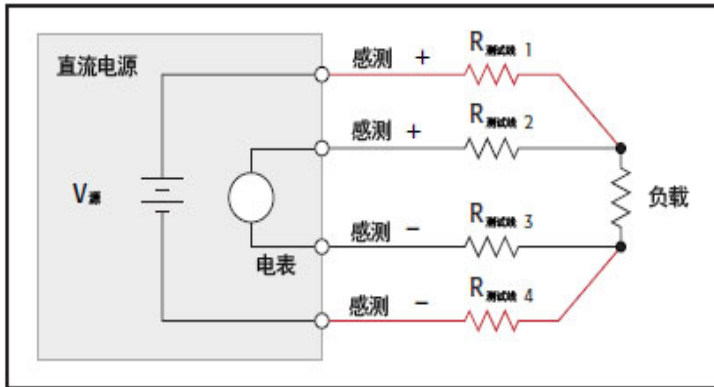 直流电源
感测 +
R测试线 1
感测 +
R测试线 2
V源
负载
感测 −
R测试线 3
电表
感测 −
R测试线 4